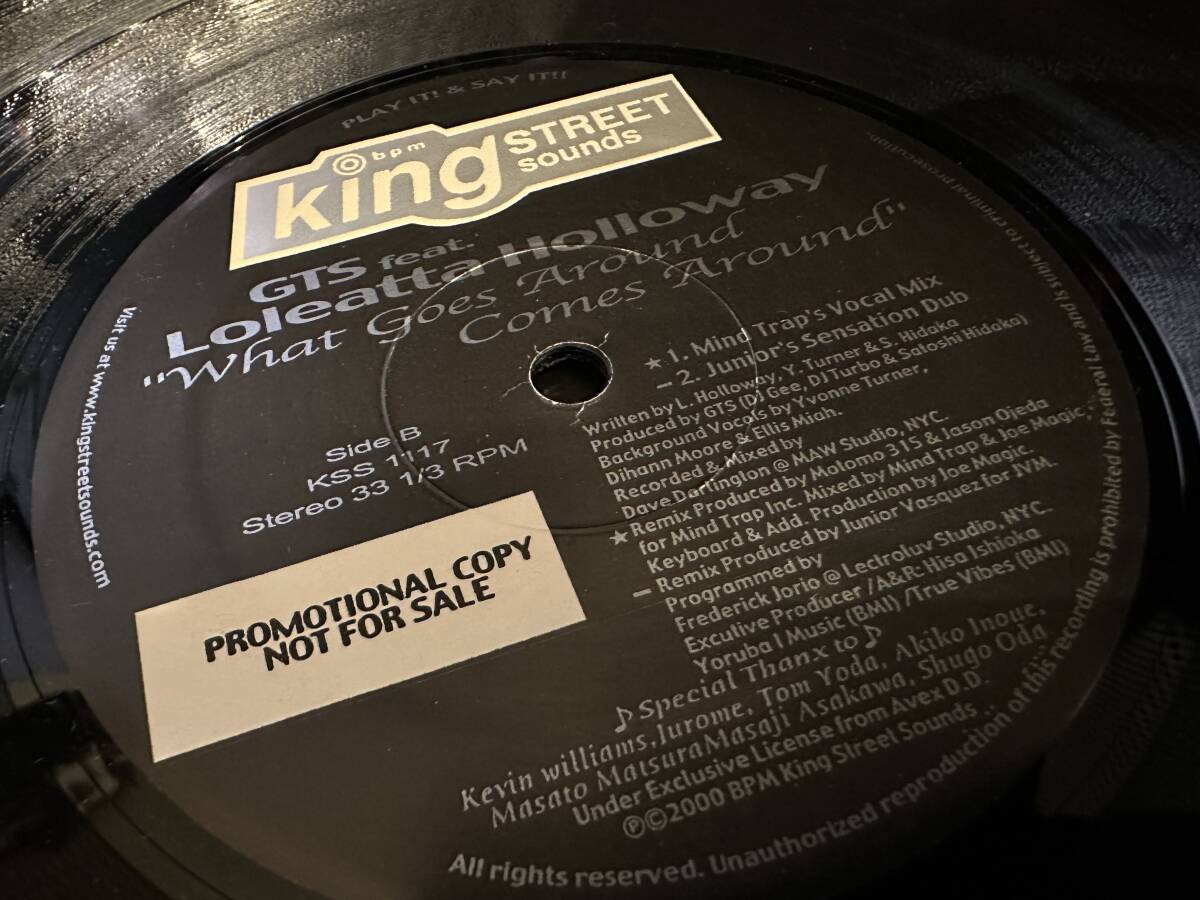 PLAY IT! & SAY IT!!
bpm
king STREET
sounds
GTS feat.
Loleatta Holloway
"What Goes Around
Comes Around"
Side B
KSS 1117
Stereo 33 1/3 RPM
PROMOTIONAL COPY
NOT FOR SALE
★ 1. Mind Trap's Vocal Mix
– 2. Junior's Sensation Dub
Written by L. Holloway, Y. Turner & S. Hidaka
Produced by GTS (DJ Gee, DJ Turbo & Satoshi Hidaka)
Background Vocals by Yvonne Turner,
Dihann Moore & Ellis Miah.
Recorded & Mixed by
Dave Darlington @ MAW Studio, NYC.
★ Remix Produced by Molomo 315 & Jason Ojeda
for Mind Trap Inc. Mixed by Mind Trap & Joe Magic.
Keyboard & Add. Production by Joe Magic.
– Remix Produced by Junior Vasquez for JVM.
Programmed by
Frederick Jorio @ Lectroluv Studio, NYC.
Excutive Producer //A&R: Hisa Ishioka
Yoruba I Music (BMI) /True Vibes (BMI)
♪Special Thanx to♪
Kevin williams, Jurome, Tom Yoda, Akiko Inoue,
Masato Matsura Masaji Asakawa, Shugo Oda
Under Exclusive License from Avex D.D.
℗©2000 BPM King Street Sounds
Visit us at www.kingstreetsounds.com
All rights reserved. Unauthorized reproduction of this recording is prohibited by Federal Law and is subject to criminal prosecution